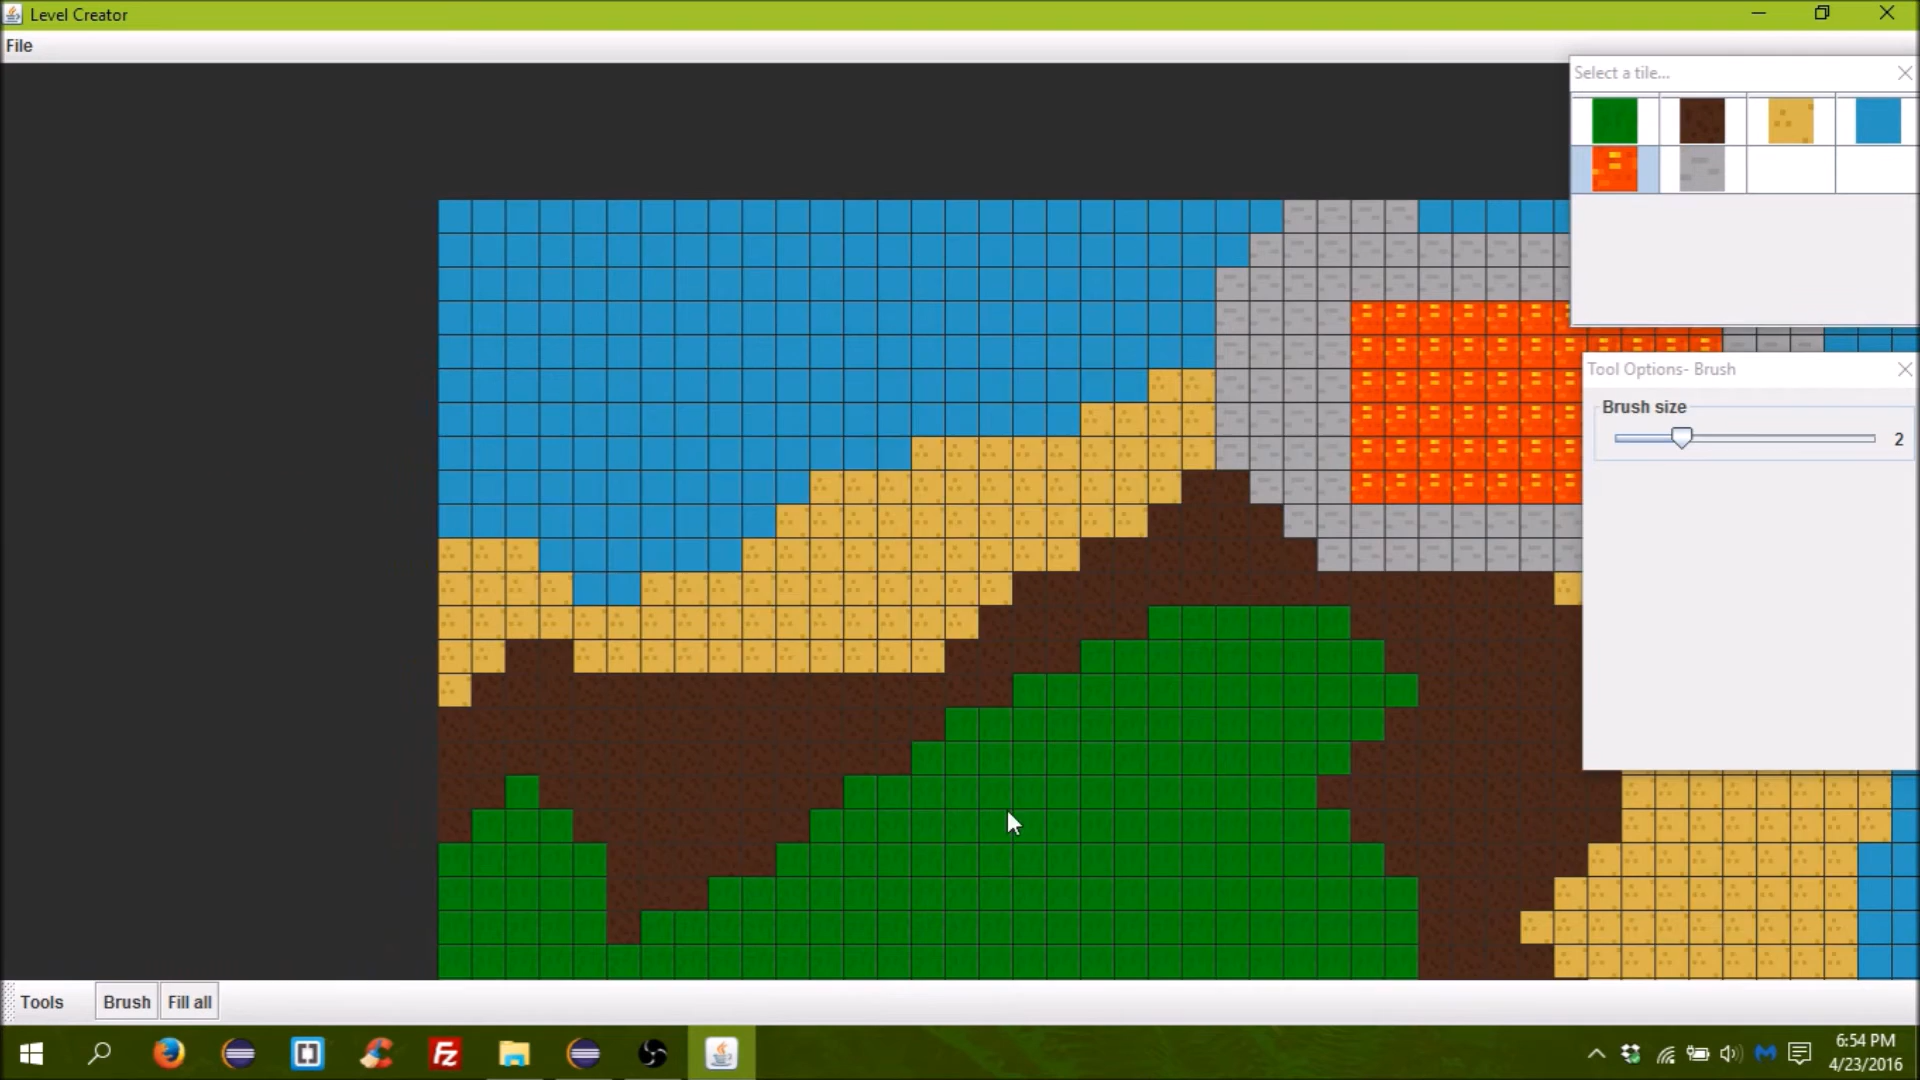 Level Creator
File
Select a tile...
Tool Options- Brush
Brush size
2
Tools
Brush
Fill all
Fz
6:54 PM
4/23/2016